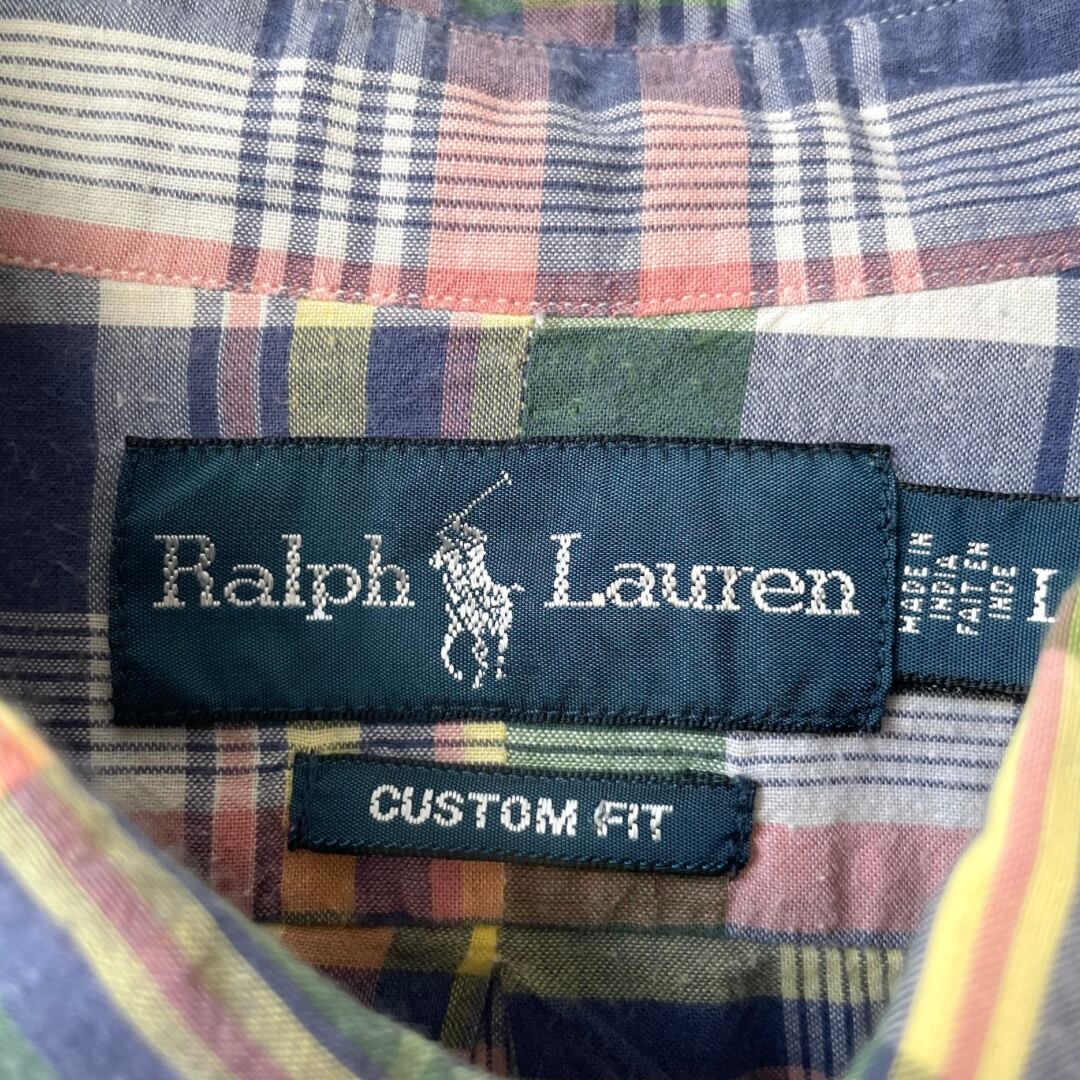 Ralph Lauren
MADE IN
INDIA
FAIT EN
INDE
L
CUSTOM FIT